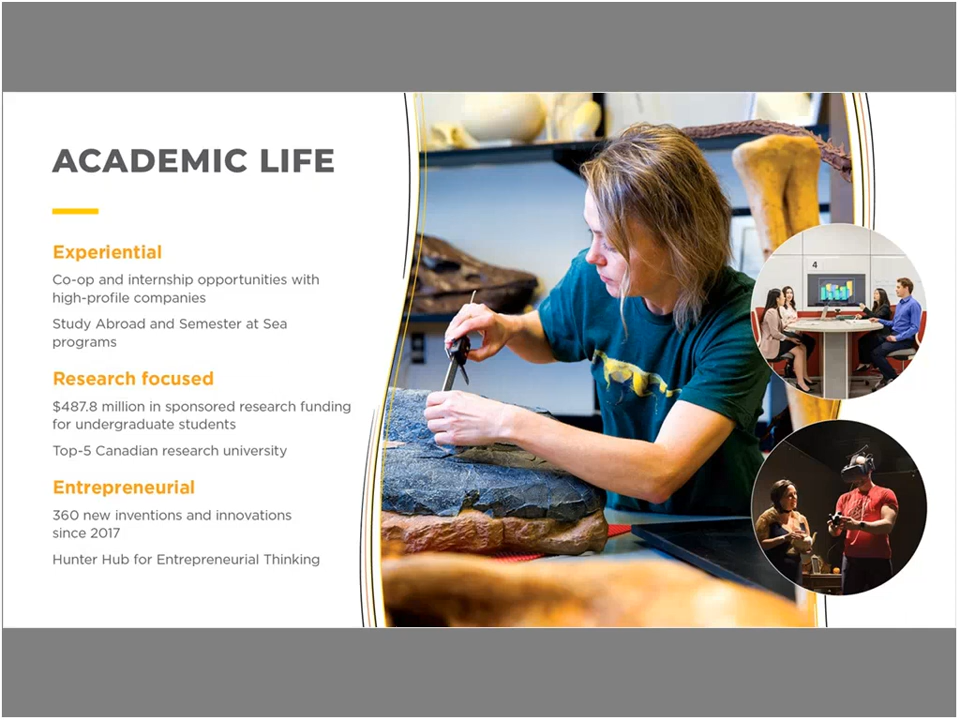 ACADEMIC LIFE
Experiential
Co-op and internship opportunities with
high-profile companies
Study Abroad and Semester at Sea
programs
Research focused
$487.8 million in sponsored research funding
for undergraduate students
Top-5 Canadian research university
Entrepreneurial
360 new inventions and innovations
since 2017
Hunter Hub for Entrepreneurial Thinking
4